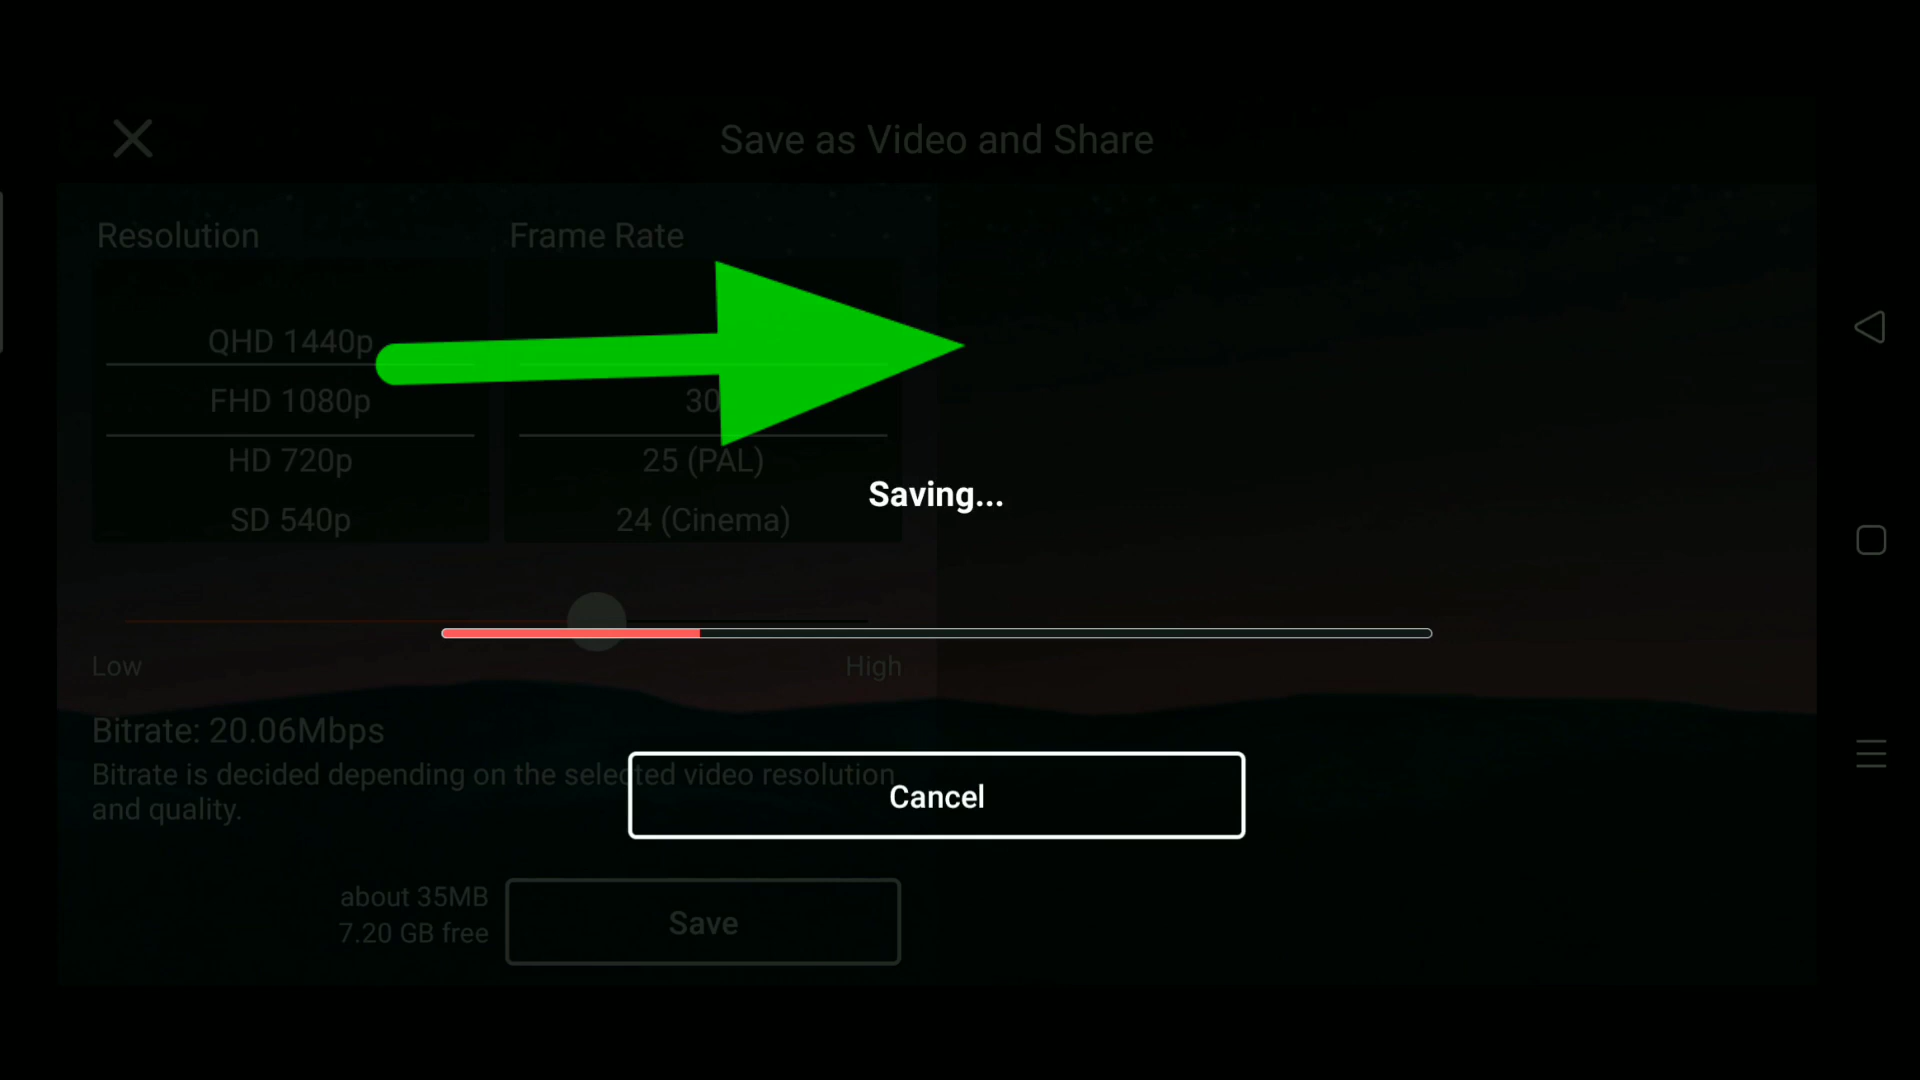 Save as Video and Share
Resolution
Frame Rate
QHD 1440p
FHD 1080p
30
HD 720p
25 (PAL)
SD 540p
24 (Cinema)
Saving...
Low
High
Bitrate: 20.06Mbps
Bitrate is decided depending on the selected video resolution
and quality.
Cancel
about 35MB
7.20 GB free
Save